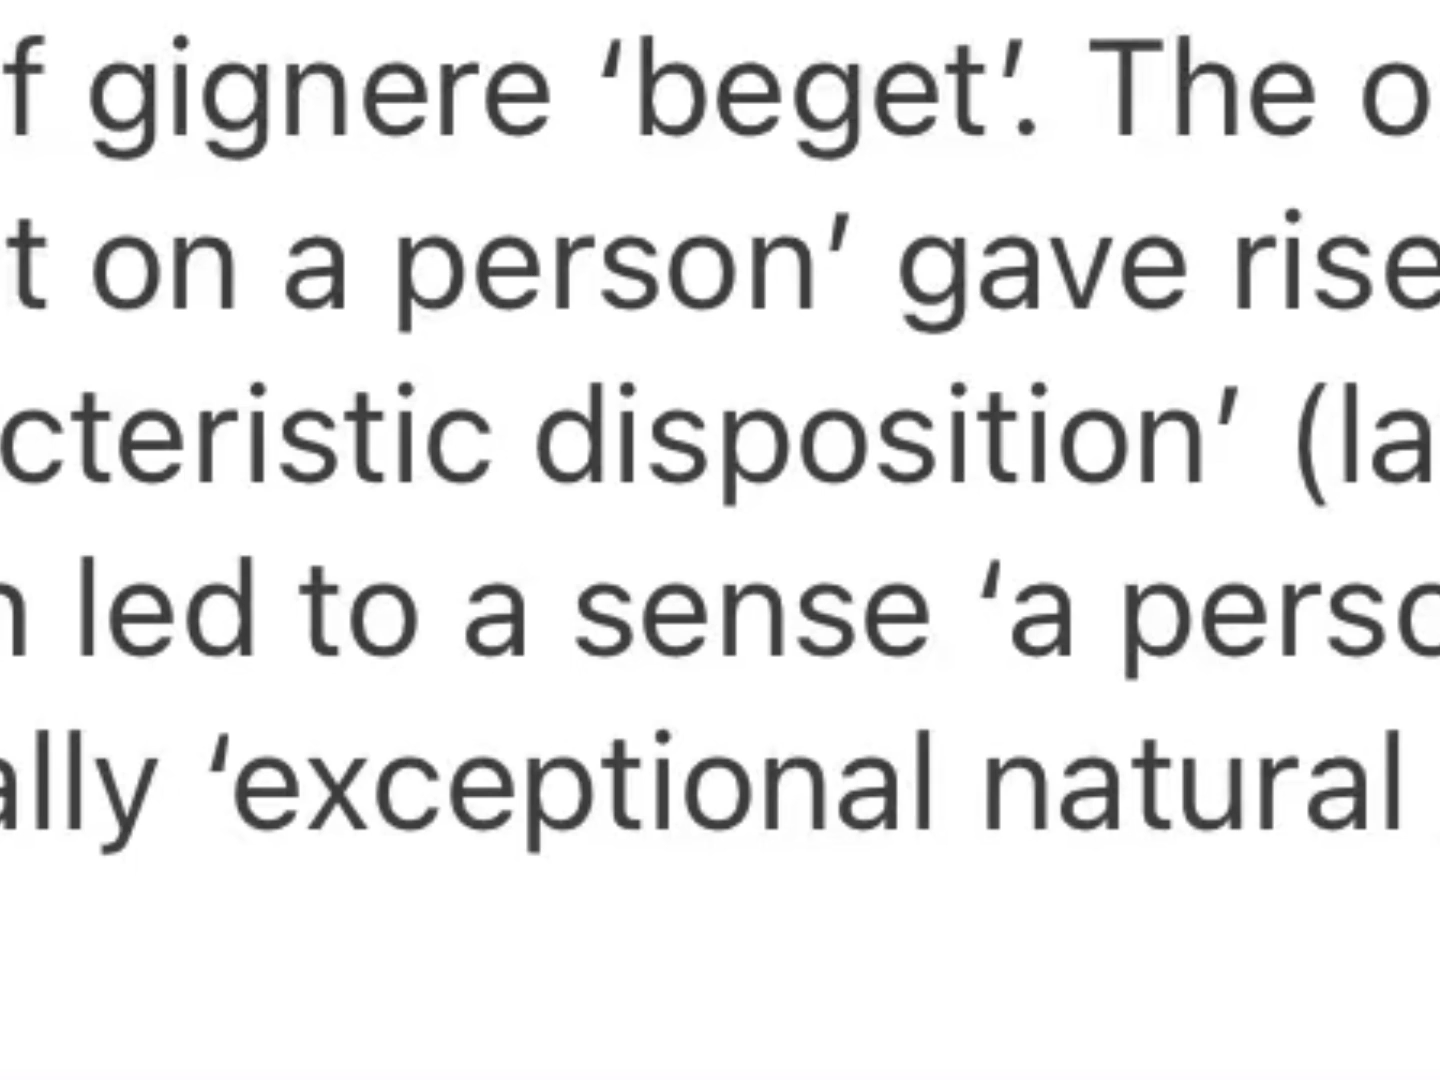 f gignere ‘beget’. The o
t on a person’ gave rise
cteristic disposition’ (la
n led to a sense ‘a perso
ally ‘exceptional natural